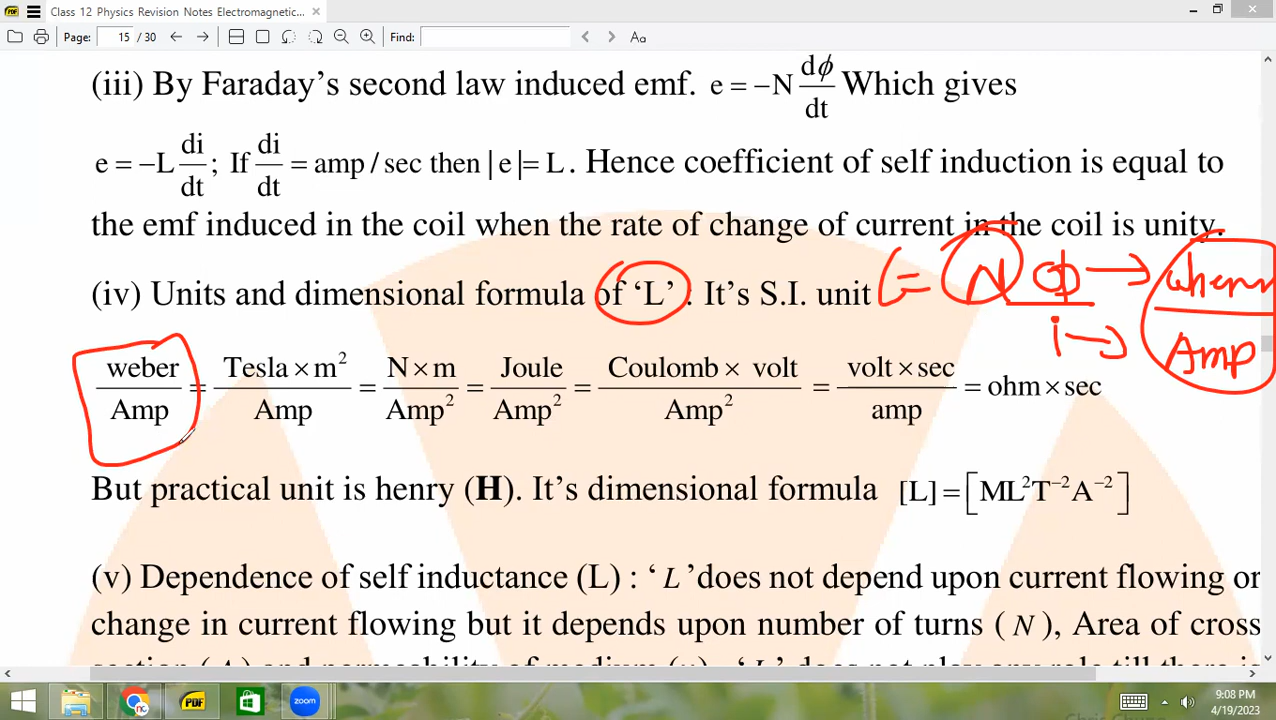 Class 12 Physics Revision Notes Electromagnetic... ×
Page: 15 / 30 Find: Aa
(iii) By Faraday's second law induced emf. e = −N dϕ/dt Which gives
e = −L di/dt ; If di/dt = amp / sec then | e |= L . Hence coefficient of self induction is equal to
the emf induced in the coil when the rate of change of current in the coil is unity.
(iv) Units and dimensional formula of 'L' . It's S.I. unit
= N ϕ →
i → Amp
weber/Amp = Tesla × m²/Amp = N × m/Amp² = Joule/Amp² = Coulomb × volt/Amp² = volt × sec/amp = ohm × sec
But practical unit is henry (H). It's dimensional formula [L] = [ML²T⁻²A⁻²]
(v) Dependence of self inductance (L) : ' L 'does not depend upon current flowing or
change in current flowing but it depends upon number of turns ( N ), Area of cross
PDF
zoom
9:08 PM
4/19/2023